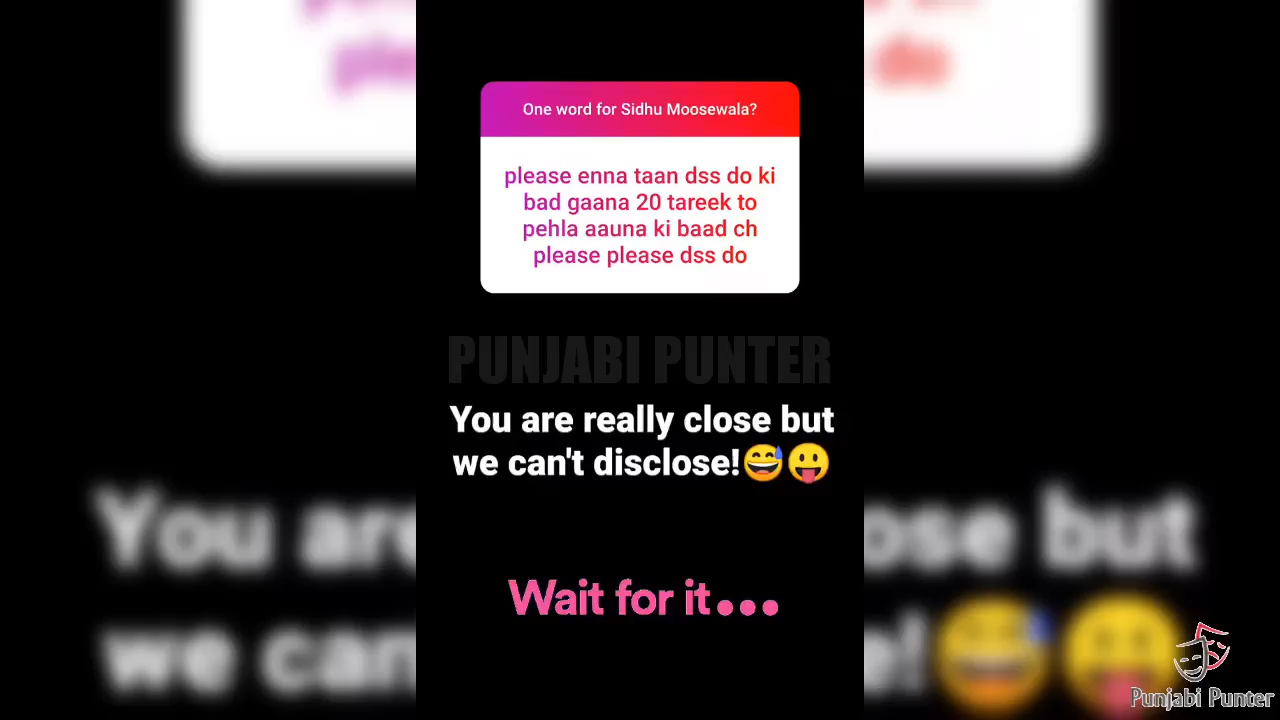 One word for Sidhu Moosewala?
please enna taan dss do ki
bad gaana 20 tareek to
pehla aauna ki baad ch
please please dss do
PUNJABI PUNTER
You are really close but
we can't disclose!😅😛
Wait for it...
Punjabi Punter